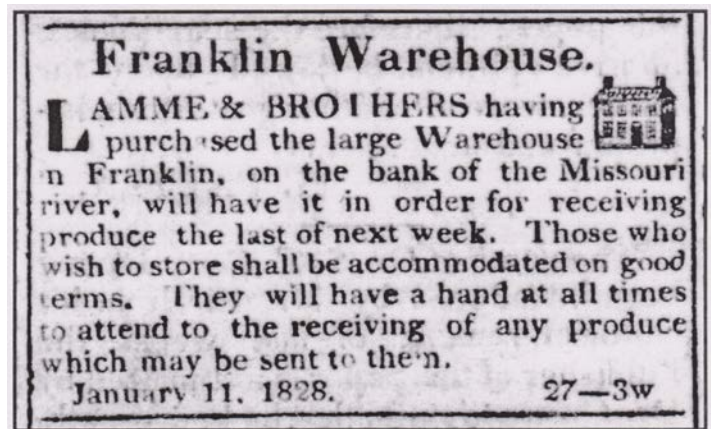 Franklin Warehouse.
LAMME & BROTHERS having
purchased the large Warehouse
in Franklin, on the bank of the Missouri
river, will have it in order for receiving
produce the last of next week. Those who
wish to store shall be accommodated on good
terms. They will have a hand at all times
to attend to the receiving of any produce
which may be sent to them.
January 11, 1828. 27—3w